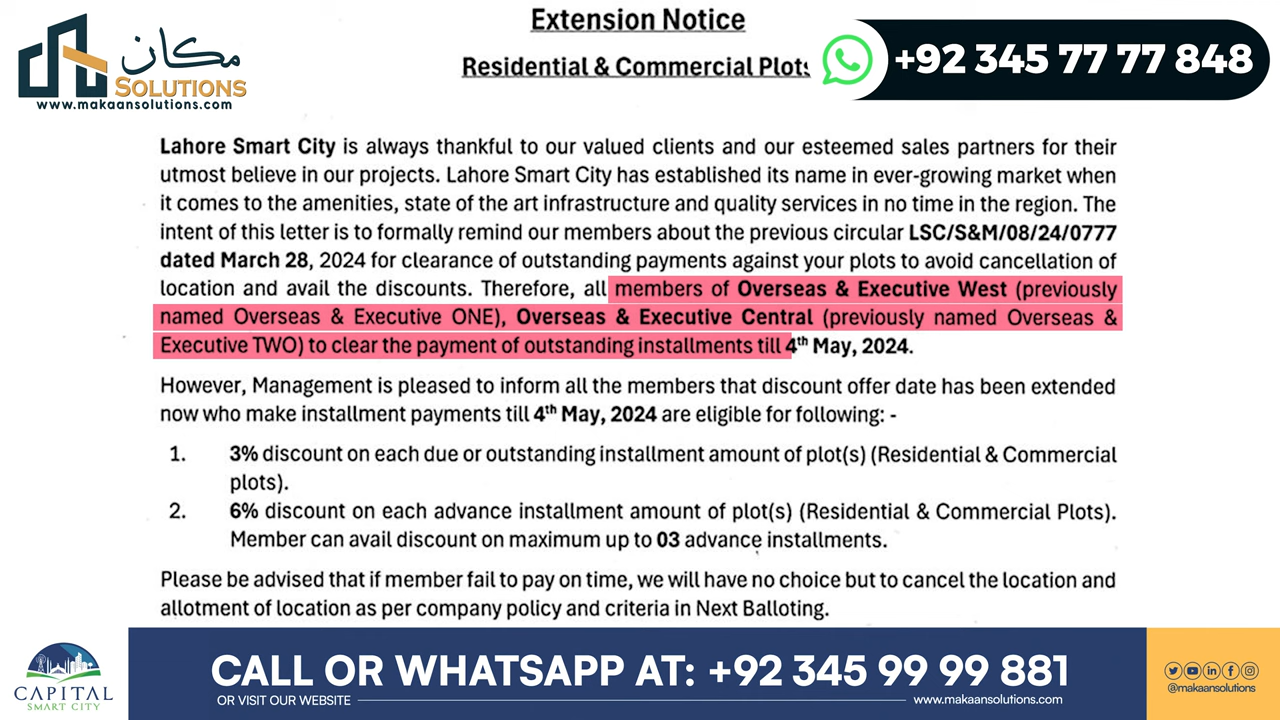 Extension Notice
Residential & Commercial Plots
مکان
SOLUTIONS
www.makaansolutions.com
+92 345 77 77 848
Lahore Smart City is always thankful to our valued clients and our esteemed sales partners for their
utmost believe in our projects. Lahore Smart City has established its name in ever-growing market when
it comes to the amenities, state of the art infrastructure and quality services in no time in the region. The
intent of this letter is to formally remind our members about the previous circular LSC/S&M/08/24/0777
dated March 28, 2024 for clearance of outstanding payments against your plots to avoid cancellation of
location and avail the discounts. Therefore, all members of Overseas & Executive West (previously
named Overseas & Executive ONE), Overseas & Executive Central (previously named Overseas &
Executive TWO) to clear the payment of outstanding installments till 4th May, 2024.
However, Management is pleased to inform all the members that discount offer date has been extended
now who make installment payments till 4th May, 2024 are eligible for following: -
1. 3% discount on each due or outstanding installment amount of plot(s) (Residential & Commercial
plots).
2. 6% discount on each advance installment amount of plot(s) (Residential & Commercial Plots).
Member can avail discount on maximum up to 03 advance installments.
Please be advised that if member fail to pay on time, we will have no choice but to cancel the location and
allotment of location as per company policy and criteria in Next Balloting.
CAPITAL
SMART CITY
CALL OR WHATSAPP AT: +92 345 99 99 881
OR VISIT OUR WEBSITE
www.makaansolutions.com
@makaansolutions